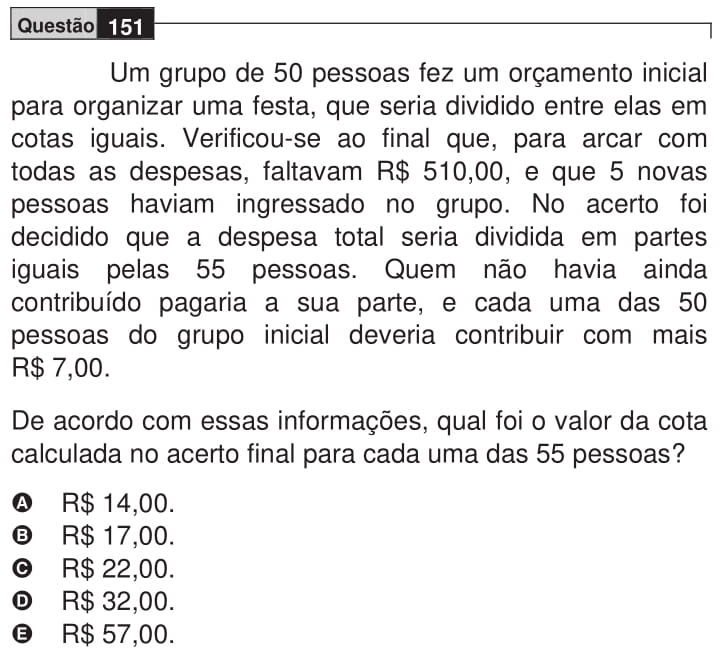 Questão 151
Um grupo de 50 pessoas fez um orçamento inicial
para organizar uma festa, que seria dividido entre elas em
cotas iguais. Verificou-se ao final que, para arcar com
todas as despesas, faltavam R$ 510,00, e que 5 novas
pessoas haviam ingressado no grupo. No acerto foi
decidido que a despesa total seria dividida em partes
iguais pelas 55 pessoas. Quem não havia ainda
contribuído pagaria a sua parte, e cada uma das 50
pessoas do grupo inicial deveria contribuir com mais
R$ 7,00.
De acordo com essas informações, qual foi o valor da cota
calculada no acerto final para cada uma das 55 pessoas?
A R$ 14,00.
B R$ 17,00.
C R$ 22,00.
D R$ 32,00.
E R$ 57,00.